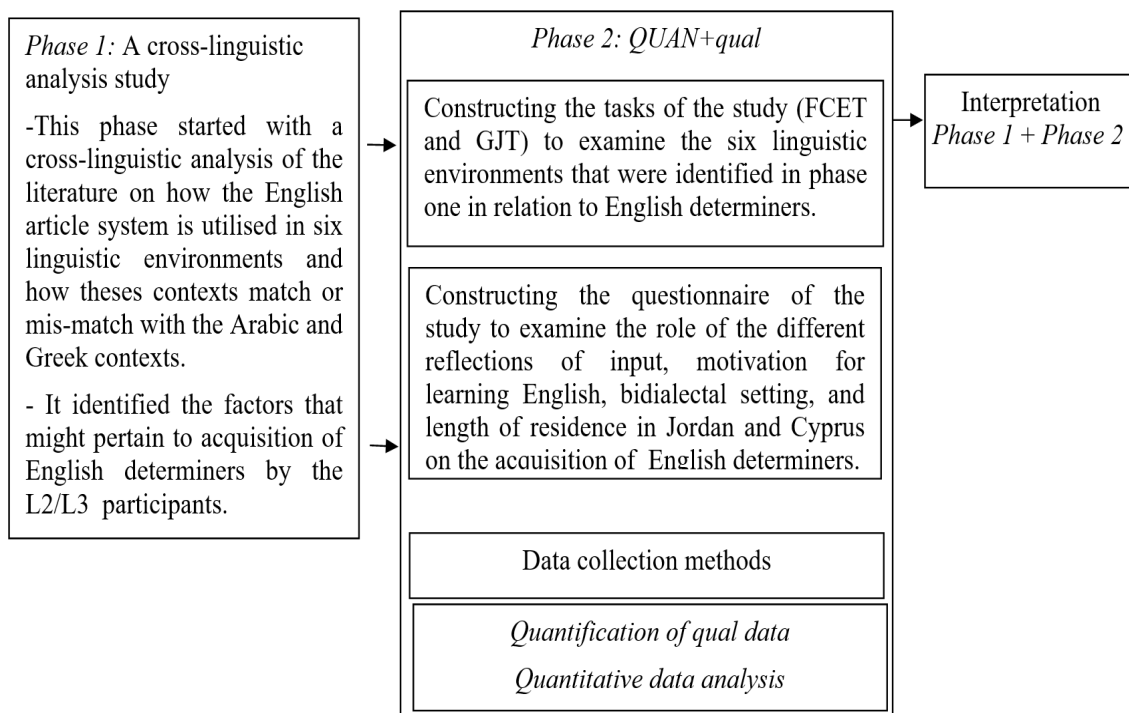 Phase 1: A cross-linguistic
analysis study
-This phase started with a
cross-linguistic analysis of the
literature on how the English
article system is utilised in six
linguistic environments and
how theses contexts match or
mis-match with the Arabic and
Greek contexts.
- It identified the factors that
might pertain to acquisition of
English determiners by the
L2/L3 participants.
Phase 2: QUAN+qual
Constructing the tasks of the study (FCET
and GJT) to examine the six linguistic
environments that were identified in phase
one in relation to English determiners.
Constructing the questionnaire of the
study to examine the role of the different
reflections of input, motivation for
learning English, bidialectal setting, and
length of residence in Jordan and Cyprus
on the acquisition of English determiners.
Data collection methods
Quantification of qual data
Quantitative data analysis
Interpretation
Phase 1 + Phase 2